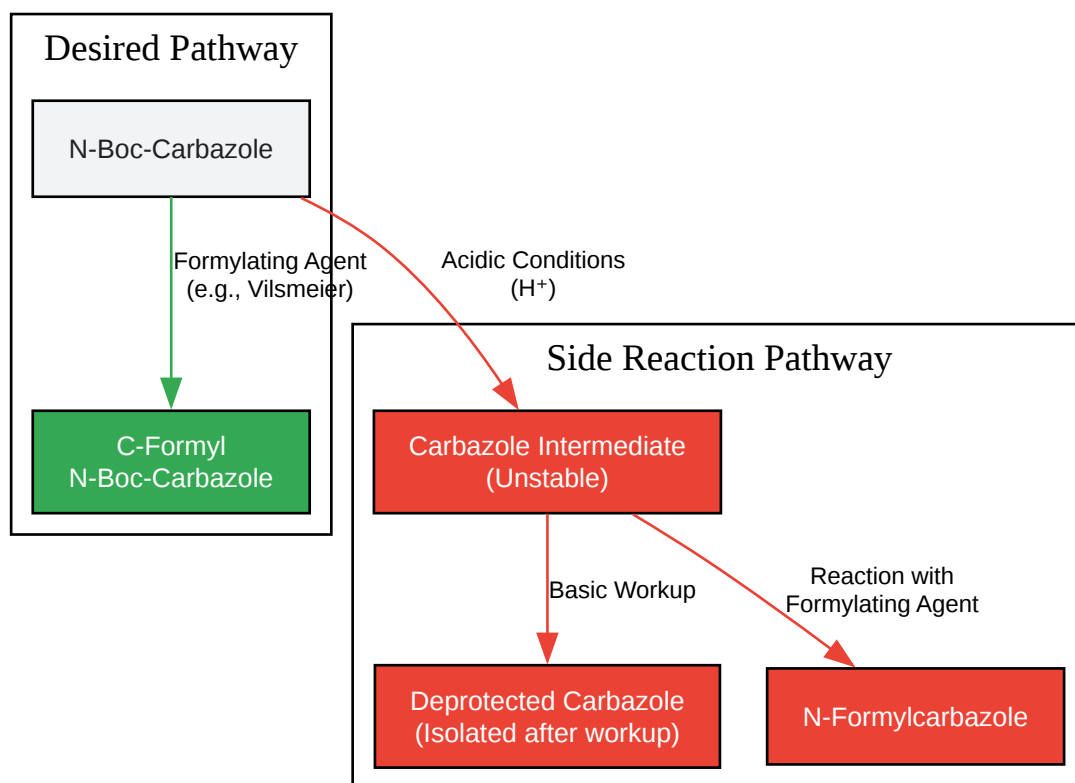 Desired Pathway
N-Boc-Carbazole
Formylating Agent
(e.g., Vilsmeier)
Acidic Conditions
(H⁺)
C-Formyl
N-Boc-Carbazole
Side Reaction Pathway
Carbazole Intermediate
(Unstable)
Basic Workup
Reaction with
Formylating Agent
Deprotected Carbazole
(Isolated after workup)
N-Formylcarbazole